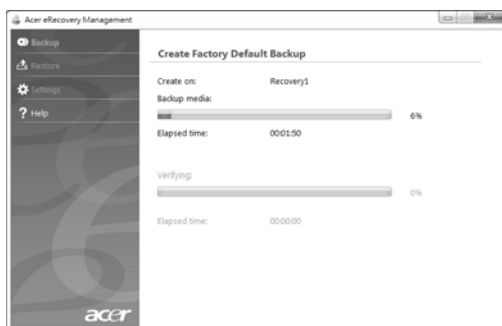 Acer eRecovery Management
Backup
Restore
Settings
? Help
Create Factory Default Backup
Create on: Recovery1
Backup media:
6%
Elapsed time: 00:01:50
Verifying:
0%
Elapsed time: 00:00:00
acer